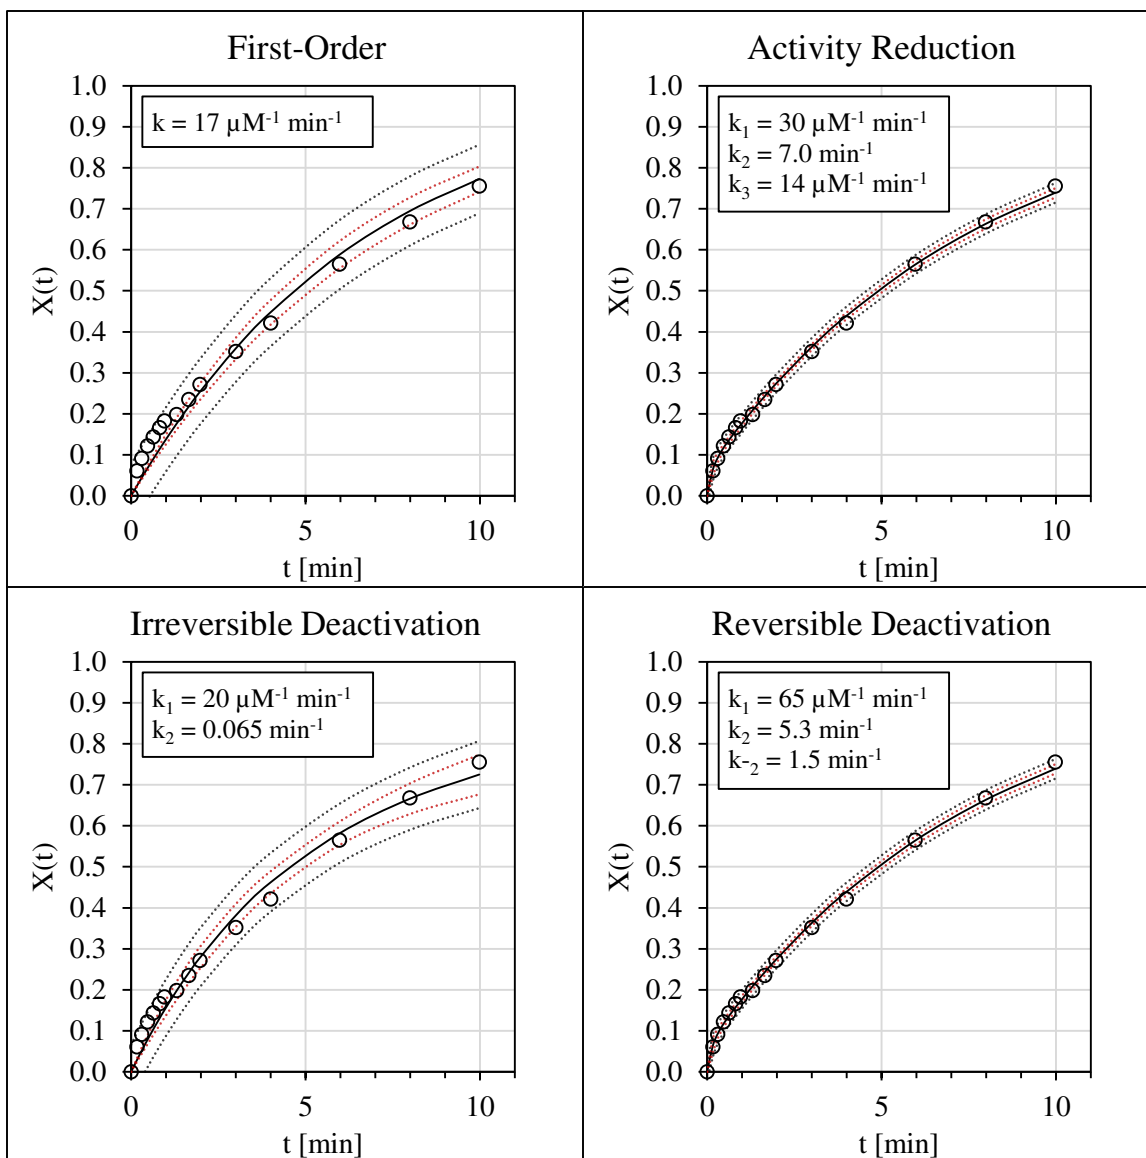 First-Order
k = 17 µM⁻¹ min⁻¹
1.0
0.9
0.8
0.7
0.6
0.5
0.4
0.3
0.2
0.1
0.0
X(t)
0 5 10
t [min]
Activity Reduction
k₁ = 30 µM⁻¹ min⁻¹
k₂ = 7.0 min⁻¹
k₃ = 14 µM⁻¹ min⁻¹
1.0
0.9
0.8
0.7
0.6
0.5
0.4
0.3
0.2
0.1
0.0
X(t)
0 5 10
t [min]
Irreversible Deactivation
k₁ = 20 µM⁻¹ min⁻¹
k₂ = 0.065 min⁻¹
1.0
0.9
0.8
0.7
0.6
0.5
0.4
0.3
0.2
0.1
0.0
X(t)
0 5 10
t [min]
Reversible Deactivation
k₁ = 65 µM⁻¹ min⁻¹
k₂ = 5.3 min⁻¹
k-₂ = 1.5 min⁻¹
1.0
0.9
0.8
0.7
0.6
0.5
0.4
0.3
0.2
0.1
0.0
X(t)
0 5 10
t [min]